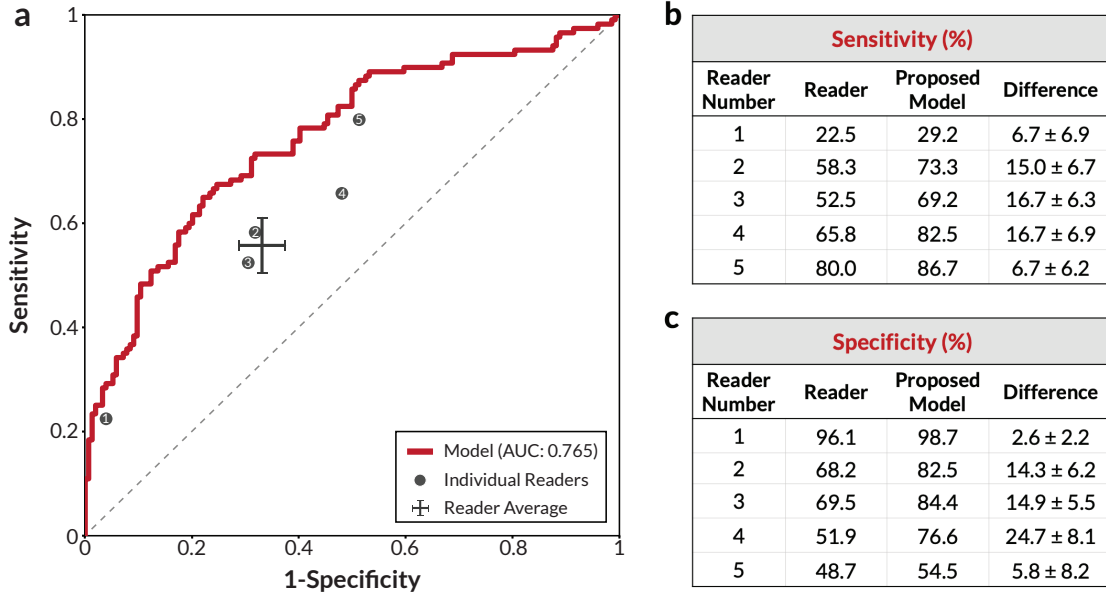 a
1
0.8
0.6
0.4
0.2
0
Sensitivity
5
4
2
3
1
Model (AUC: 0.765)
Individual Readers
Reader Average
0 0.2 0.4 0.6 0.8 1
1-Specificity
b
Sensitivity (%)
Reader Number Reader Proposed Model Difference
1 22.5 29.2 6.7 ± 6.9
2 58.3 73.3 15.0 ± 6.7
3 52.5 69.2 16.7 ± 6.3
4 65.8 82.5 16.7 ± 6.9
5 80.0 86.7 6.7 ± 6.2
c
Specificity (%)
Reader Number Reader Proposed Model Difference
1 96.1 98.7 2.6 ± 2.2
2 68.2 82.5 14.3 ± 6.2
3 69.5 84.4 14.9 ± 5.5
4 51.9 76.6 24.7 ± 8.1
5 48.7 54.5 5.8 ± 8.2